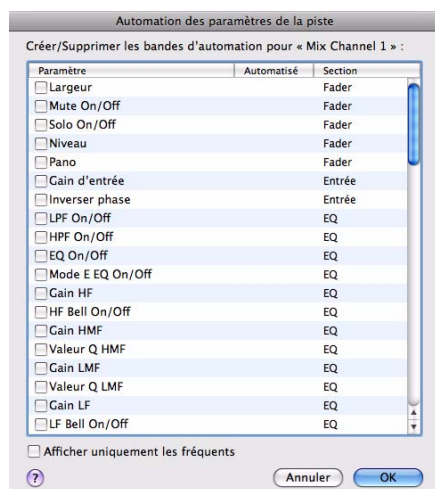 Automation des paramètres de la piste
Créer/Supprimer les bandes d'automation pour « Mix Channel 1 » :
Paramètre Automatisé Section
Largeur Fader
Mute On/Off Fader
Solo On/Off Fader
Niveau Fader
Pano Fader
Gain d'entrée Entrée
Inverser phase Entrée
LPF On/Off EQ
HPF On/Off EQ
EQ On/Off EQ
Mode E EQ On/Off EQ
Gain HF EQ
HF Bell On/Off EQ
Gain HMF EQ
Valeur Q HMF EQ
Gain LMF EQ
Valeur Q LMF EQ
Gain LF EQ
LF Bell On/Off EQ
Afficher uniquement les fréquents
? Annuler OK